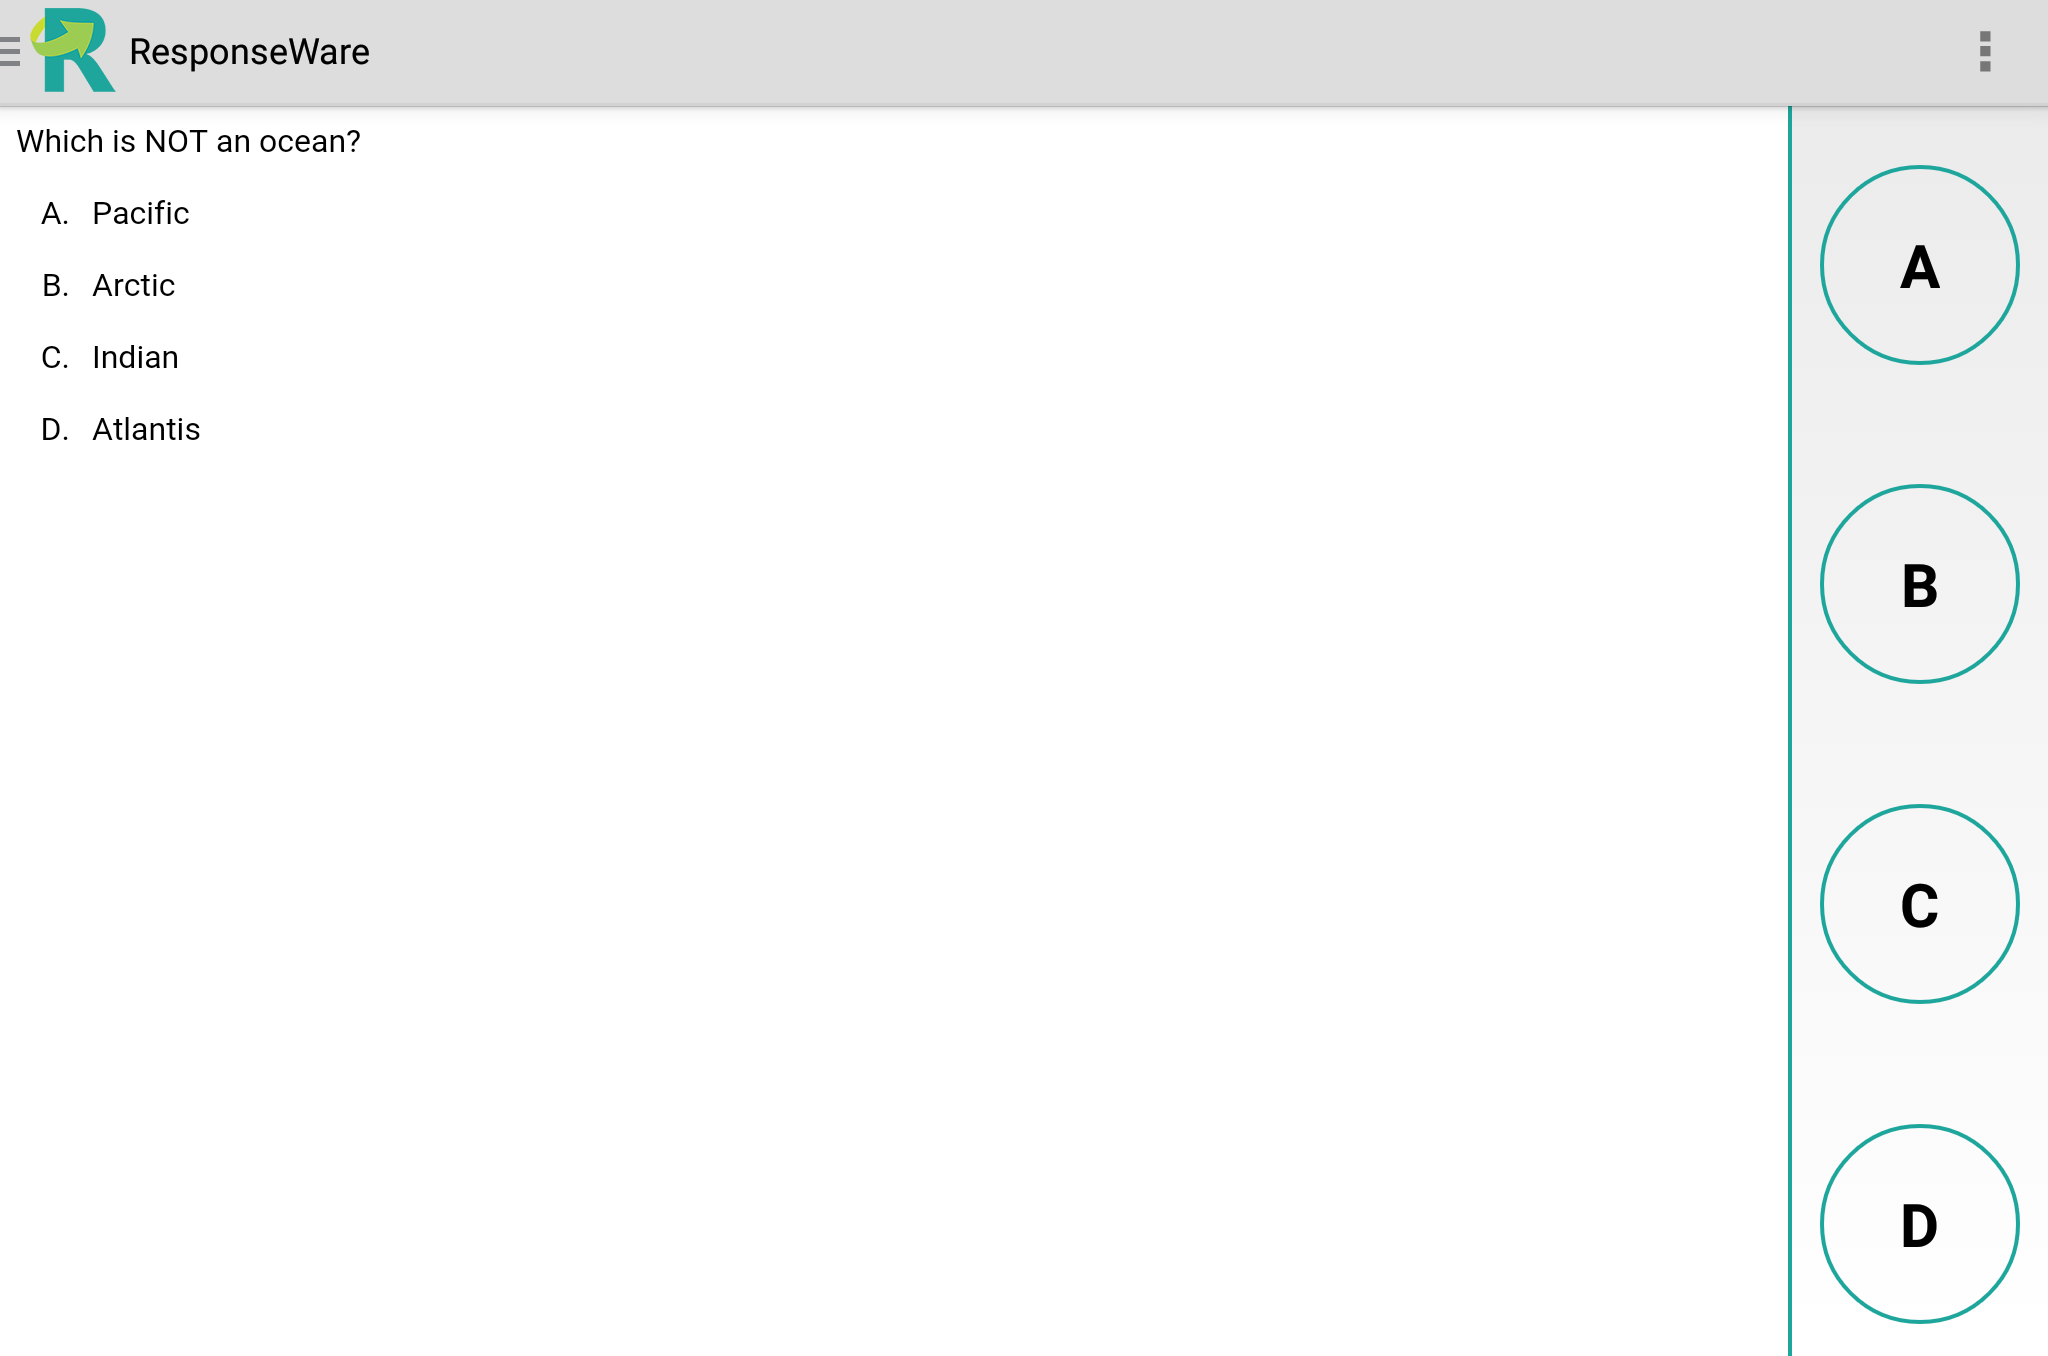 ResponseWare
Which is NOT an ocean?
A. Pacific
B. Arctic
C. Indian
D. Atlantis
A
B
C
D